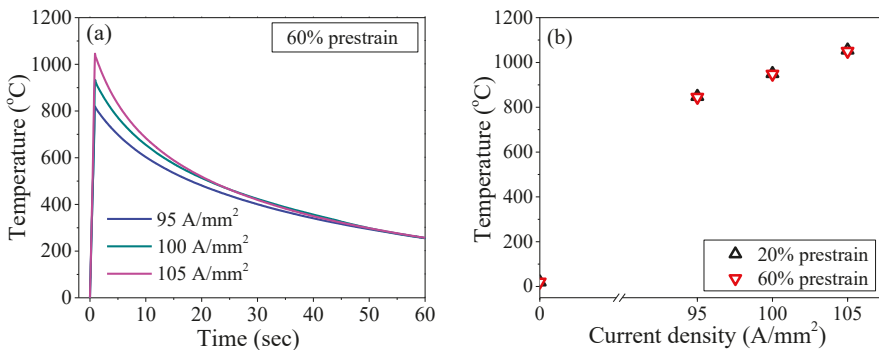 (a)
60% prestrain
Temperature (°C)
1200
1000
800
600
400
200
0
95 A/mm²
100 A/mm²
105 A/mm²
0 10 20 30 40 50 60
Time (sec)
(b)
Temperature (°C)
1200
1000
800
600
400
200
0
20% prestrain
60% prestrain
0 95 100 105
Current density (A/mm²)